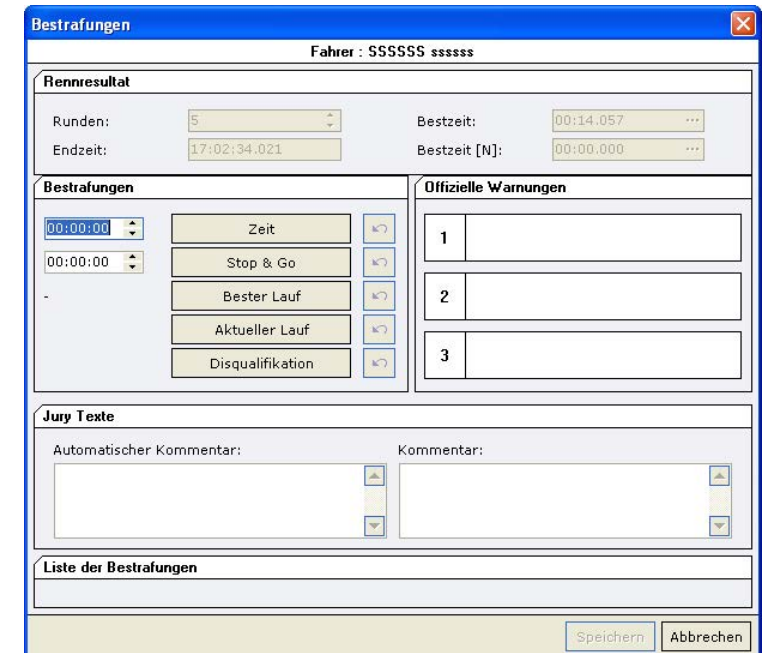 Bestrafungen
Fahrer : SSSSSS ssssss
Rennresultat
Runden: 5 Bestzeit: 00:14.057 ...
Endzeit: 17:02:34.021 Bestzeit [N]: 00:00.000 ...
Bestrafungen Offizielle Warnungen
00:00:00 Zeit
1
00:00:00 Stop & Go
- Bester Lauf
2
Aktueller Lauf
Disqualifikation
3
Jury Texte
Automatischer Kommentar: Kommentar:
Liste der Bestrafungen
Speichern Abbrechen